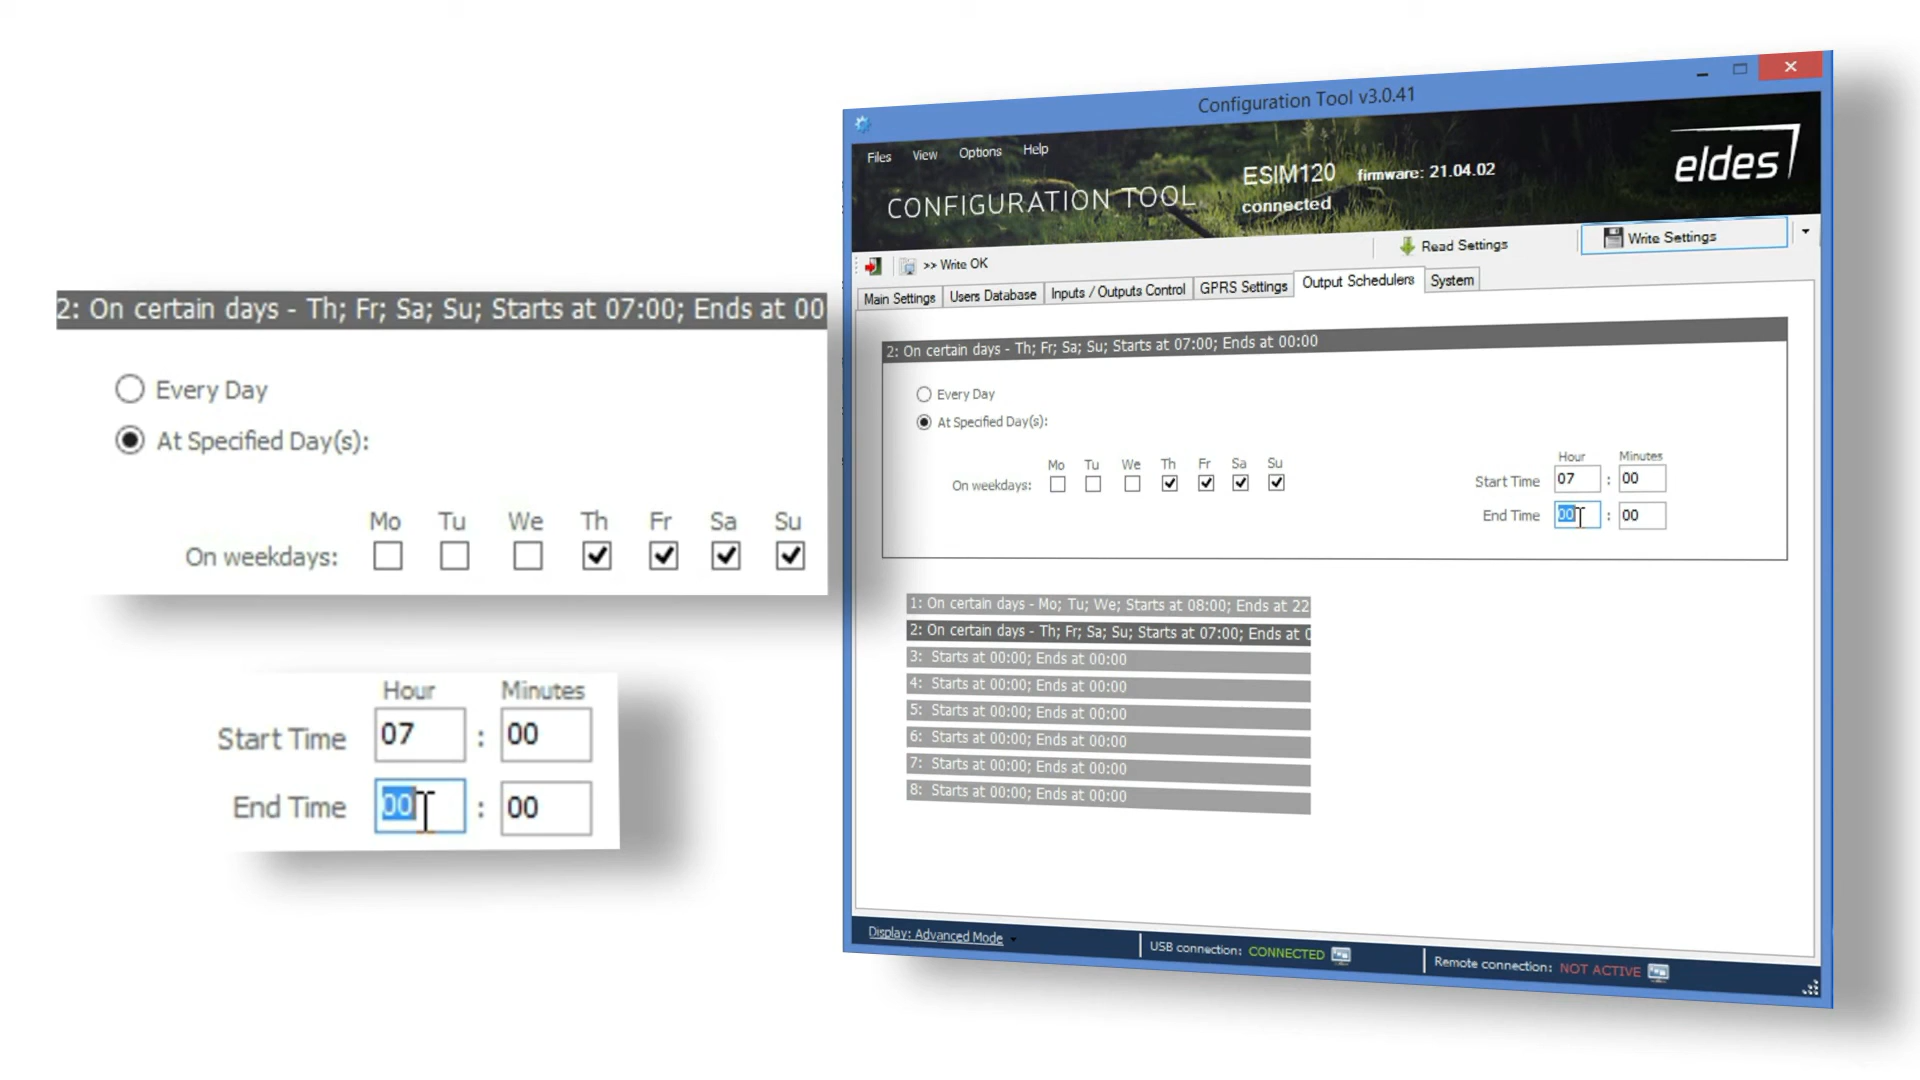 2: On certain days - Th; Fr; Sa; Su; Starts at 07:00; Ends at 00
Every Day
At Specified Day(s):
Mo Tu We Th Fr Sa Su
On weekdays:
Hour Minutes
Start Time 07 : 00
End Time 00 : 00
Configuration Tool v3.0.41
Files View Options Help
CONFIGURATION TOOL
ESIM120 firmware: 21.04.02
connected
eldes
>> Write OK
Read Settings
Write Settings
Main Settings Users Database Inputs / Outputs Control GPRS Settings Output Schedulers System
2: On certain days - Th; Fr; Sa; Su; Starts at 07:00; Ends at 00:00
Every Day
At Specified Day(s):
Mo Tu We Th Fr Sa Su
On weekdays:
Hour Minutes
Start Time 07 : 00
End Time 00 : 00
1: On certain days - Mo; Tu; We; Starts at 08:00; Ends at 22
2: On certain days - Th; Fr; Sa; Su; Starts at 07:00; Ends at 0
3: Starts at 00:00; Ends at 00:00
4: Starts at 00:00; Ends at 00:00
5: Starts at 00:00; Ends at 00:00
6: Starts at 00:00; Ends at 00:00
7: Starts at 00:00; Ends at 00:00
8: Starts at 00:00; Ends at 00:00
Display: Advanced Mode
USB connection: CONNECTED
Remote connection: NOT ACTIVE